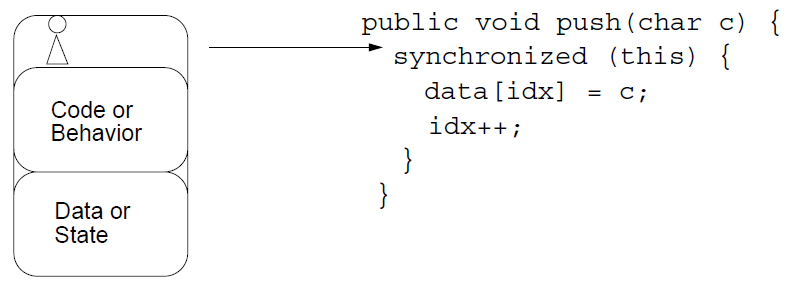 public void push(char c) {
synchronized (this) {
data[idx] = c;
idx++;
}
}
Code or
Behavior
Data or
State